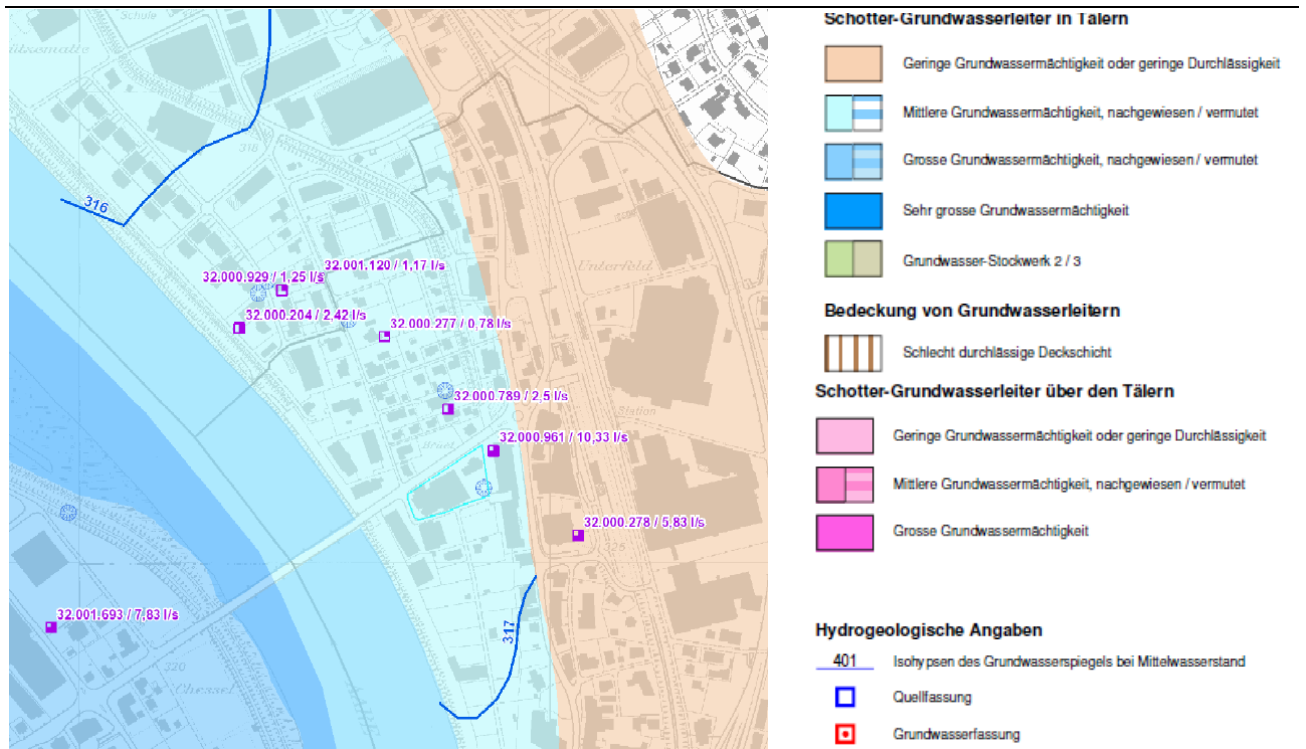 Schule
316
318
32.000.929 / 1,25 l/s
32.001.120 / 1,17 l/s
32.000.204 / 2,42 l/s
32.000.277 / 0,78 l/s
Unterfeld
32.000.789 / 2,5 l/s
Station
32.000.961 / 10,33 l/s
32.000.278 / 5,83 l/s
325
317
32.001.693 / 7,83 l/s
320
Chessel
Schotter-Grundwasserleiter in Tälern
Geringe Grundwassermächtigkeit oder geringe Durchlässigkeit
Mittlere Grundwassermächtigkeit, nachgewiesen / vermutet
Grosse Grundwassermächtigkeit, nachgewiesen / vermutet
Sehr grosse Grundwassermächtigkeit
Grundwasser-Stockwerk 2 / 3
Bedeckung von Grundwasserleitern
Schlecht durchlässige Deckschicht
Schotter-Grundwasserleiter über den Tälern
Geringe Grundwassermächtigkeit oder geringe Durchlässigkeit
Mittlere Grundwassermächtigkeit, nachgewiesen / vermutet
Grosse Grundwassermächtigkeit
Hydrogeologische Angaben
401 Isohypsen des Grundwasserspiegels bei Mittelwasserstand
Quellfassung
Grundwasserfassung